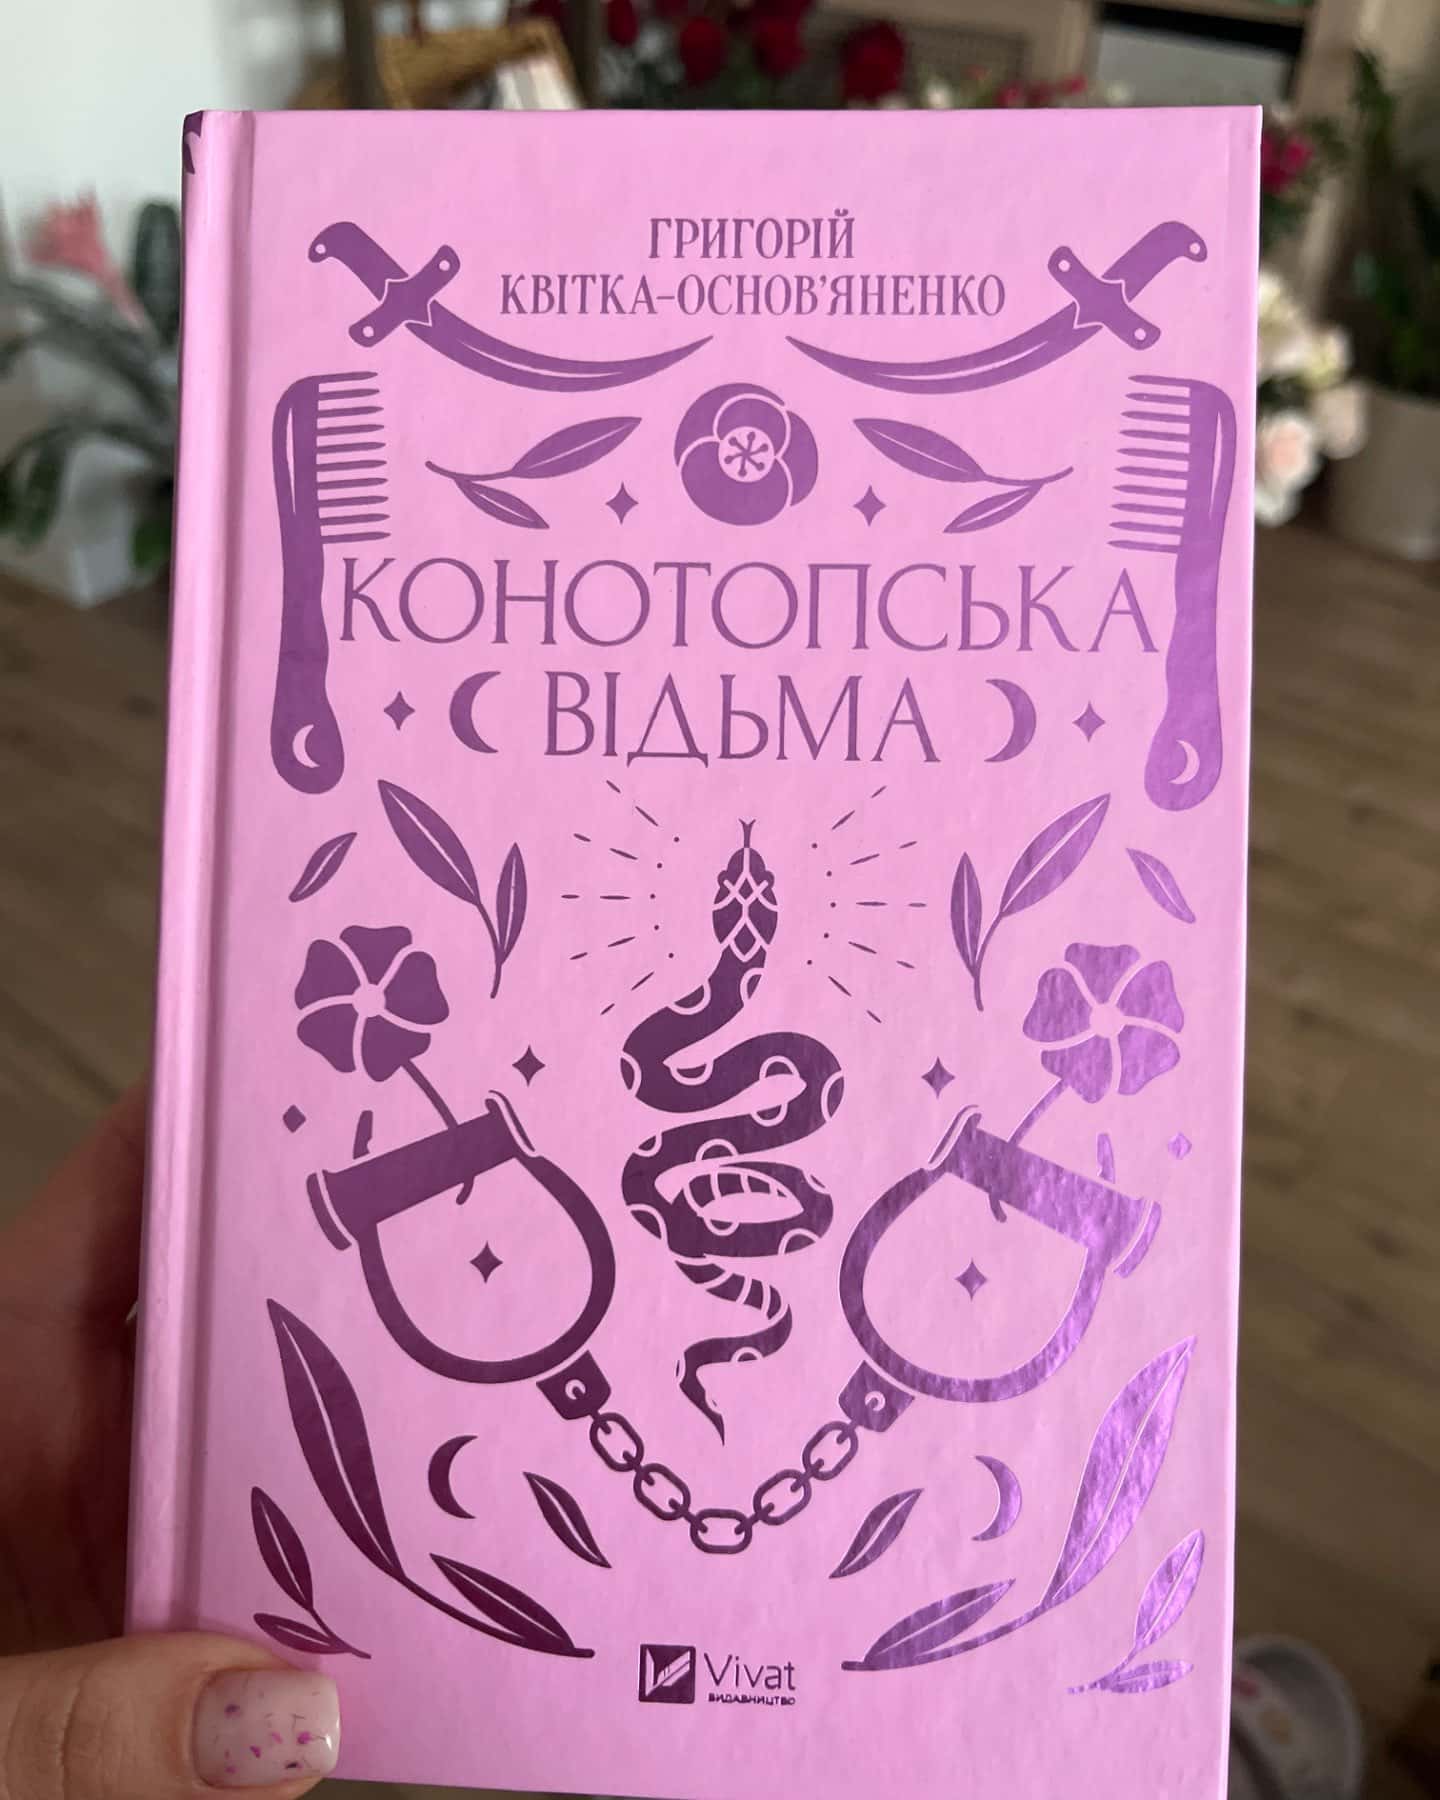 ГРИГОРІЙ
КВІТКА-ОСНОВ’ЯНЕНКО
КОНОТОПСЬКА
ВІДЬМА
Vivat
ВИДАВНИЦТВО